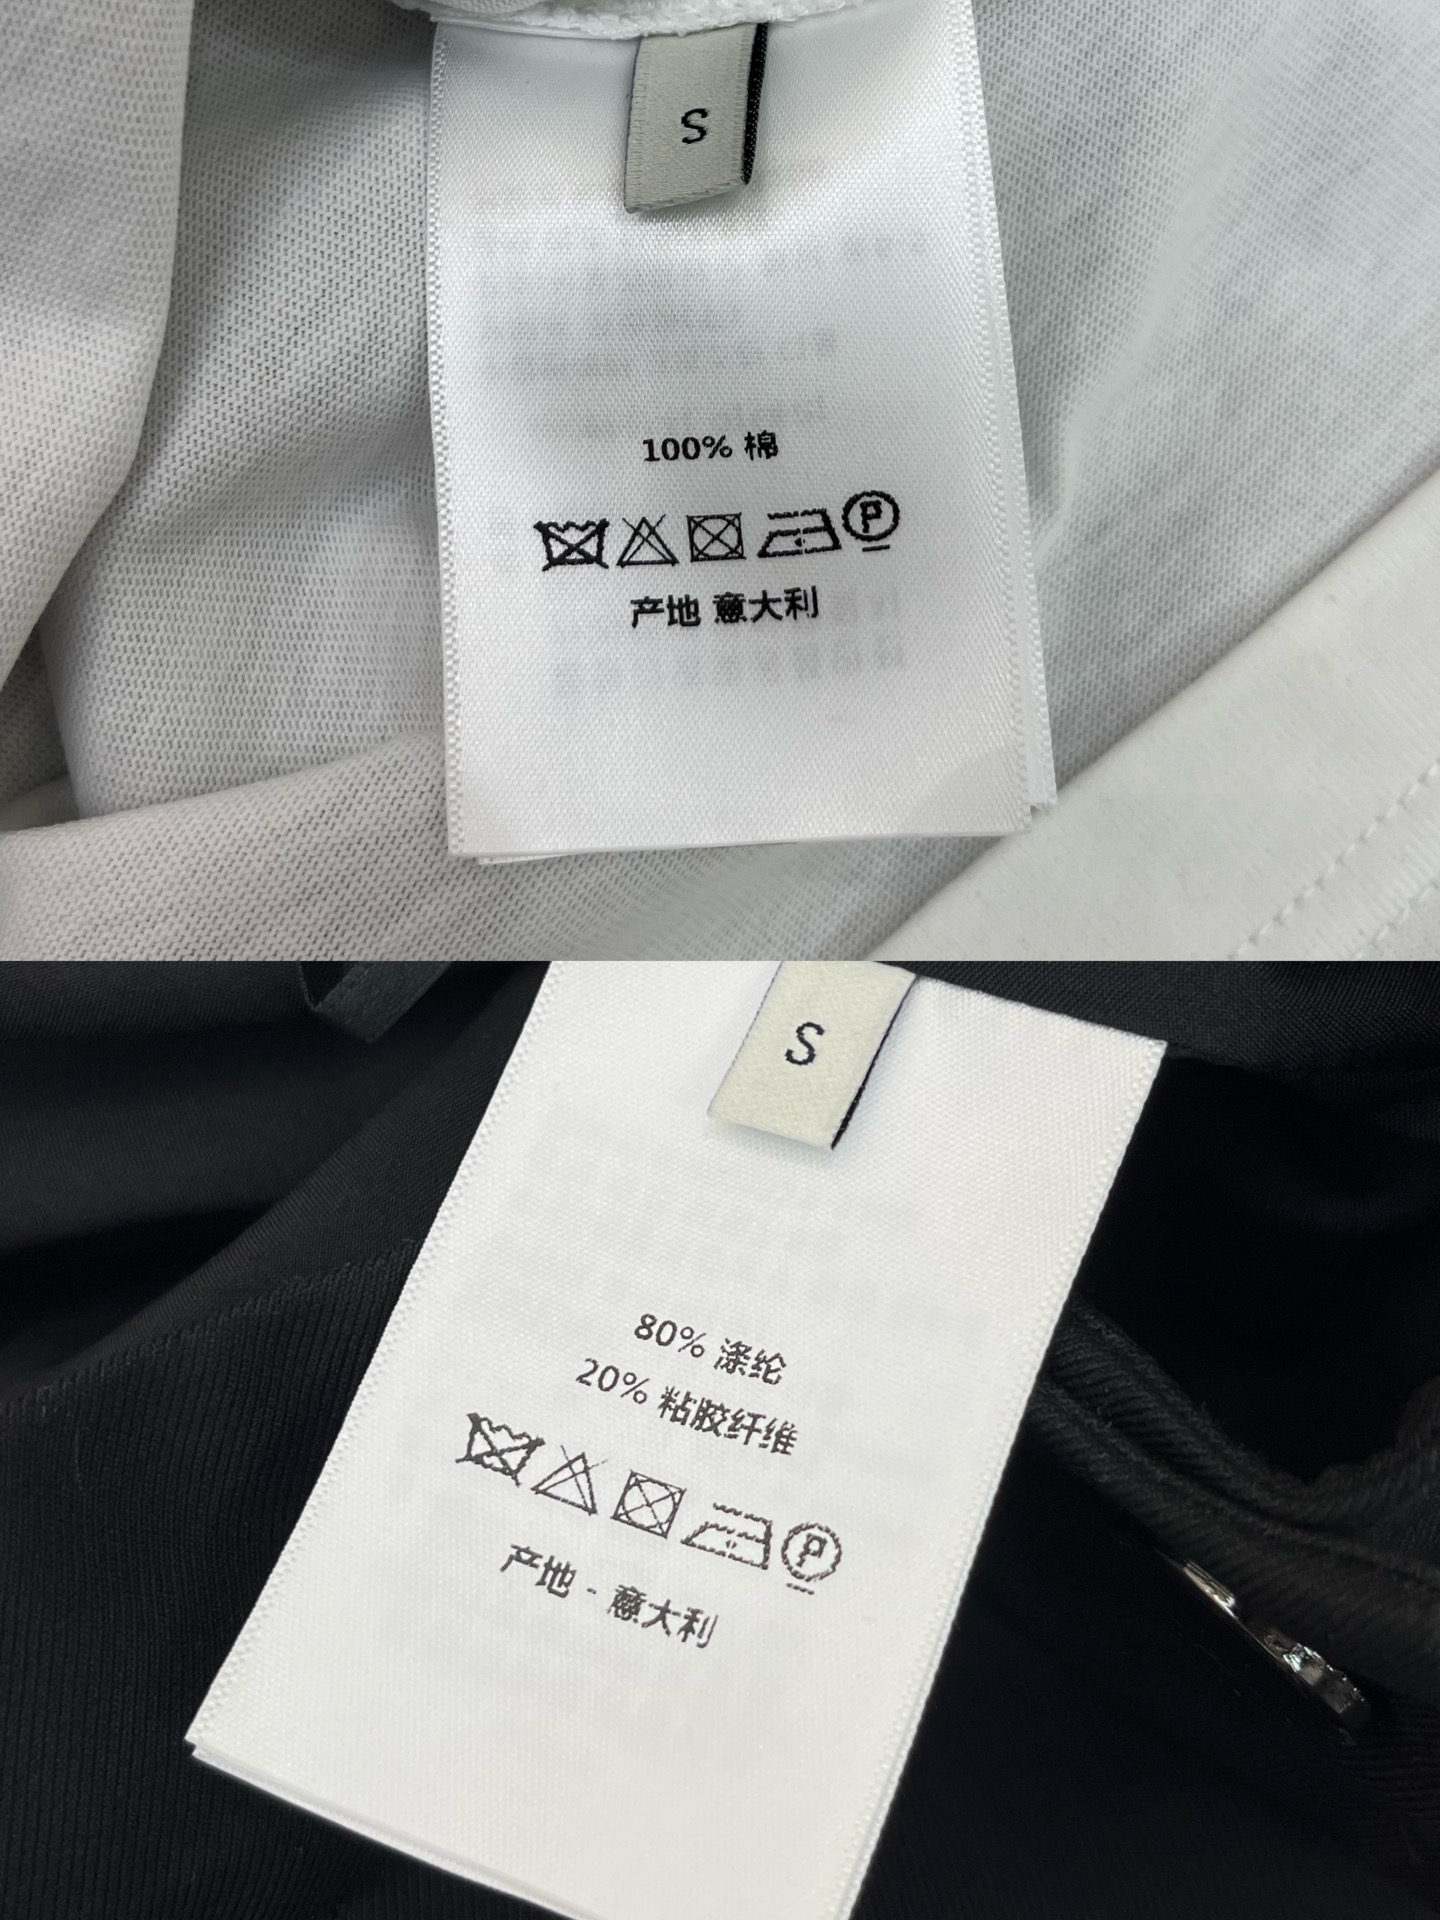 S
100% 棉
P
产地 意大利
S
80% 涤纶
20% 粘胶纤维
P
产地 - 意大利